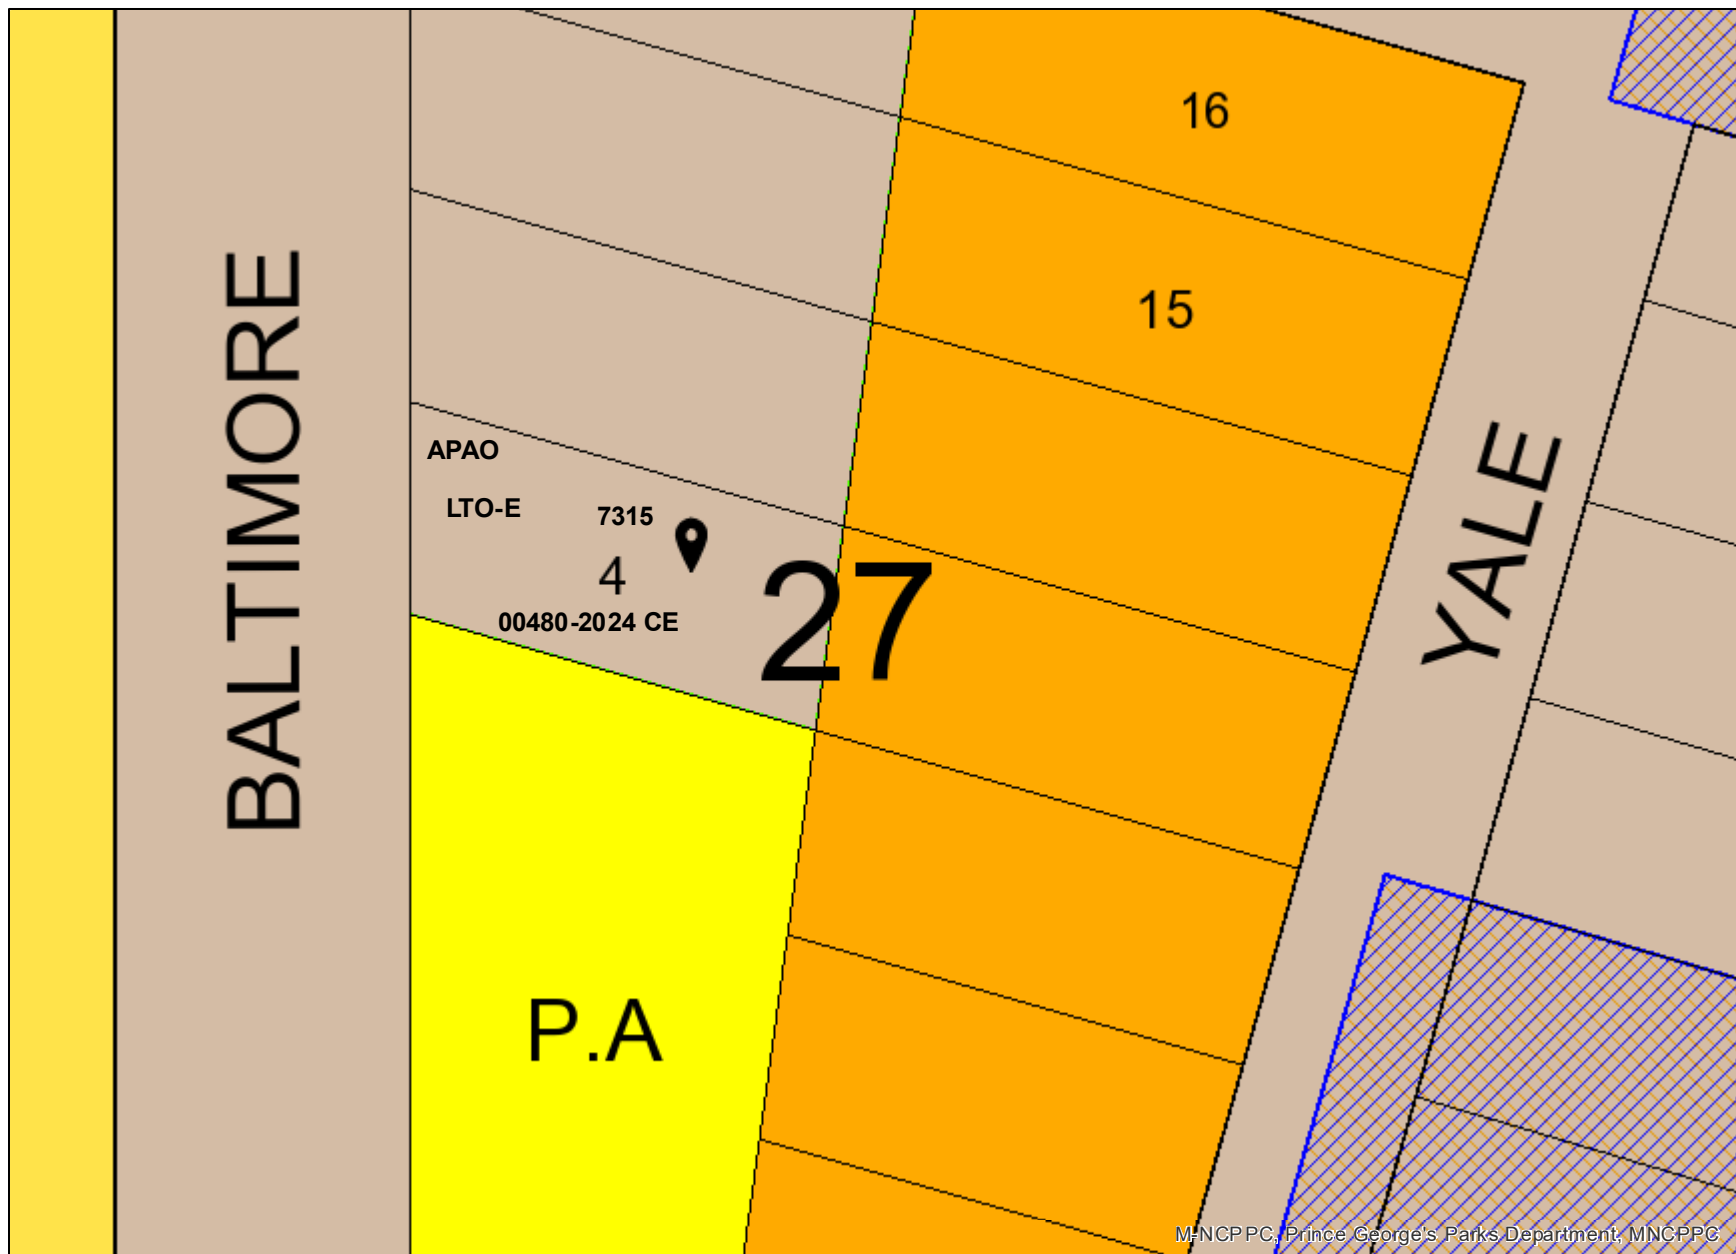 16
15
BALTIMORE
YALE
APAO
LTO-E
7315
4
27
00480-2024 CE
P.A
M-NCPPC, Prince George's Parks Department, MNCPPC